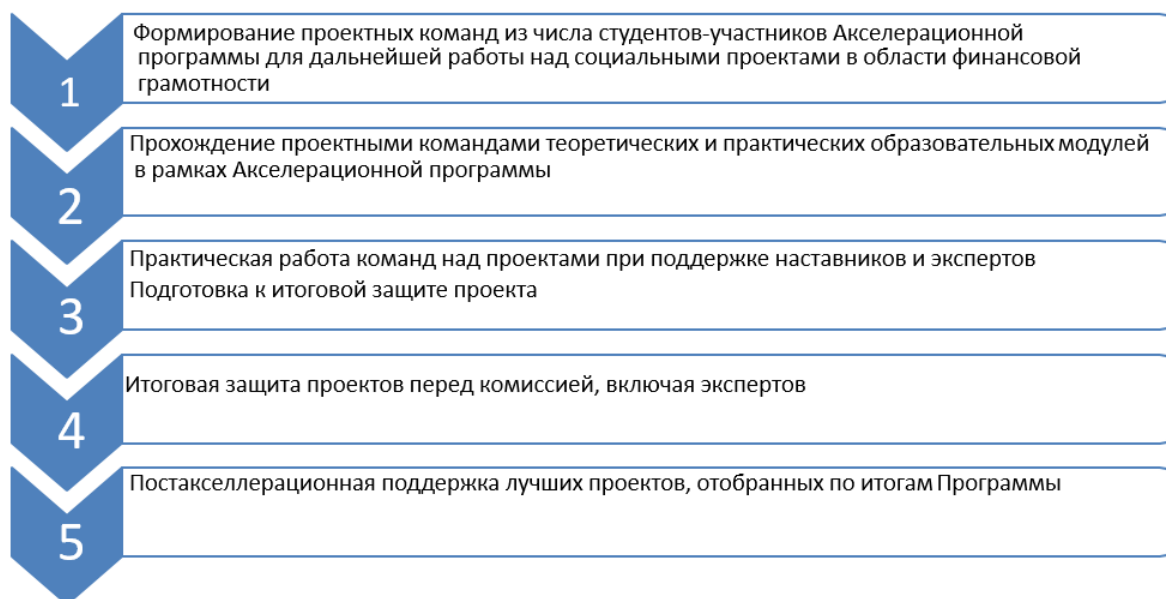 1
Формирование проектных команд из числа студентов-участников Акселерационной
программы для дальнейшей работы над социальными проектами в области финансовой
грамотности
2
Прохождение проектными командами теоретических и практических образовательных модулей
в рамках Акселерационной программы
3
Практическая работа команд над проектами при поддержке наставников и экспертов
Подготовка к итоговой защите проекта
4
Итоговая защита проектов перед комиссией, включая экспертов
5
Постакселлерационная поддержка лучших проектов, отобранных по итогам Программы